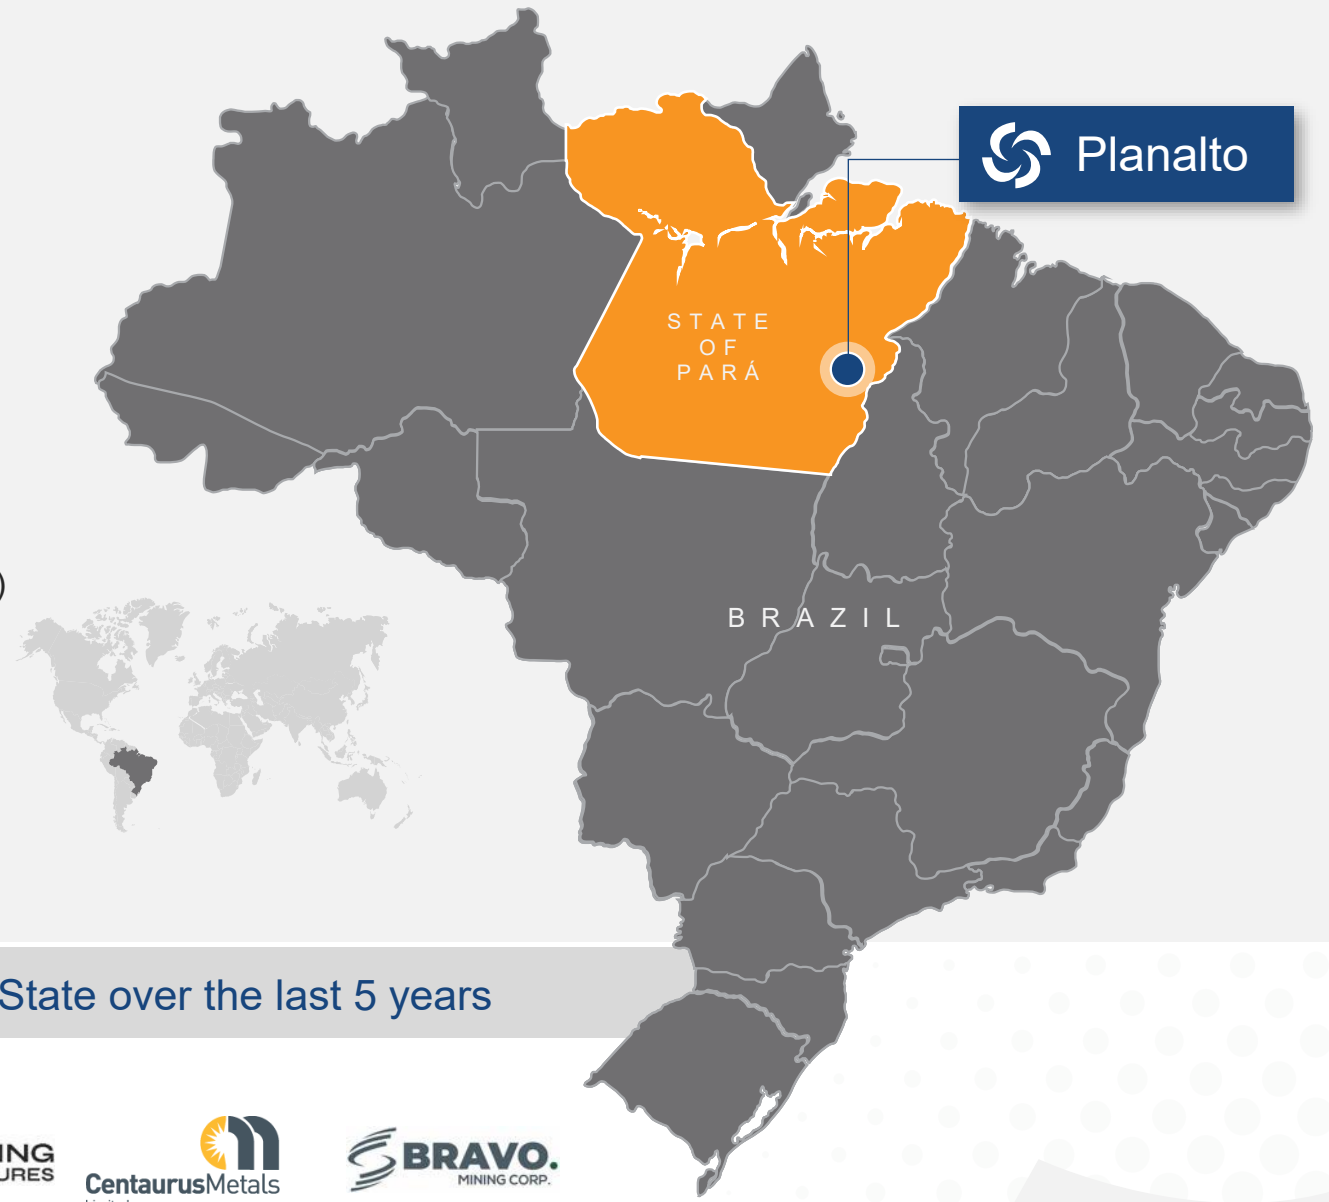 Planalto
STATE
OF
PARÁ
)
BRAZIL
State over the last 5 years
CentaurusMetals
BRAVO.
MINING CORP.